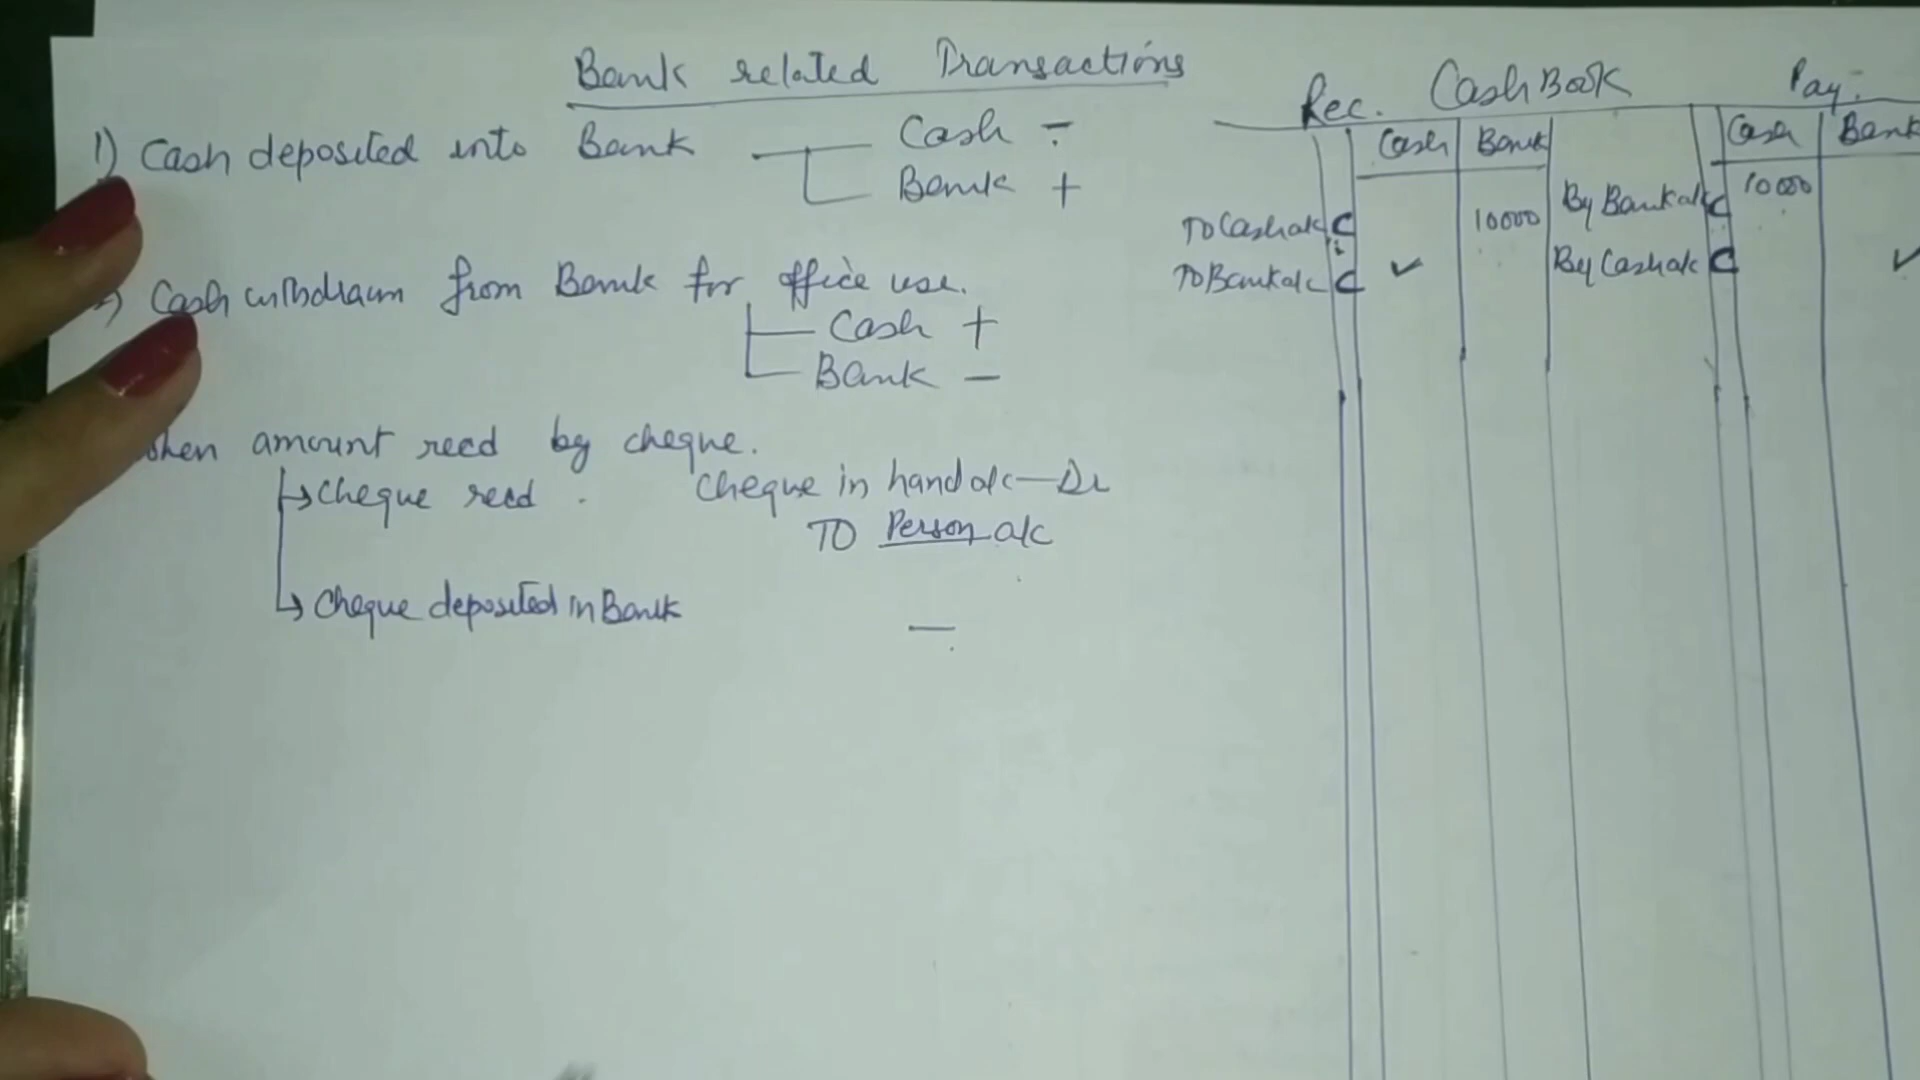 Bank related Transactions
1) Cash deposited into Bank
Cash -
Bank +
Cash withdrawn from Bank for office use.
Cash +
Bank -
when amount recd by cheque.
Cheque recd
Cheque in hand a/c - Dr
TO Person a/c
Cheque deposited in Bank
Rec. Cash Book Pay:
Cash Bank Cash Bank
TO Cash a/c C 10000 By Bank a/c C 10000
TO Bank a/c C ✓ By Cash a/c C ✓